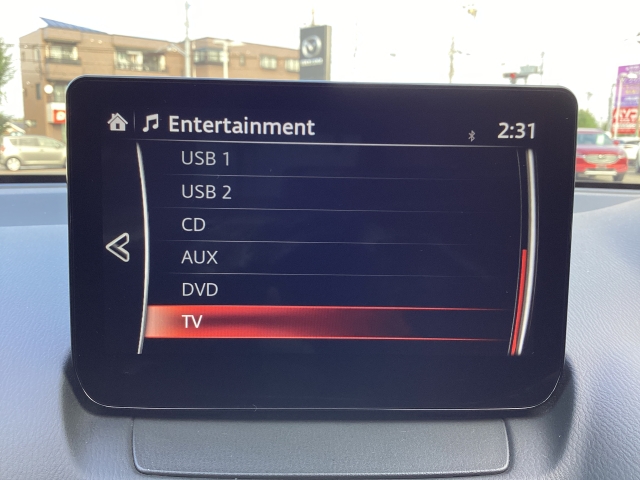 Entertainment
2:31
USB 1
USB 2
CD
AUX
DVD
TV